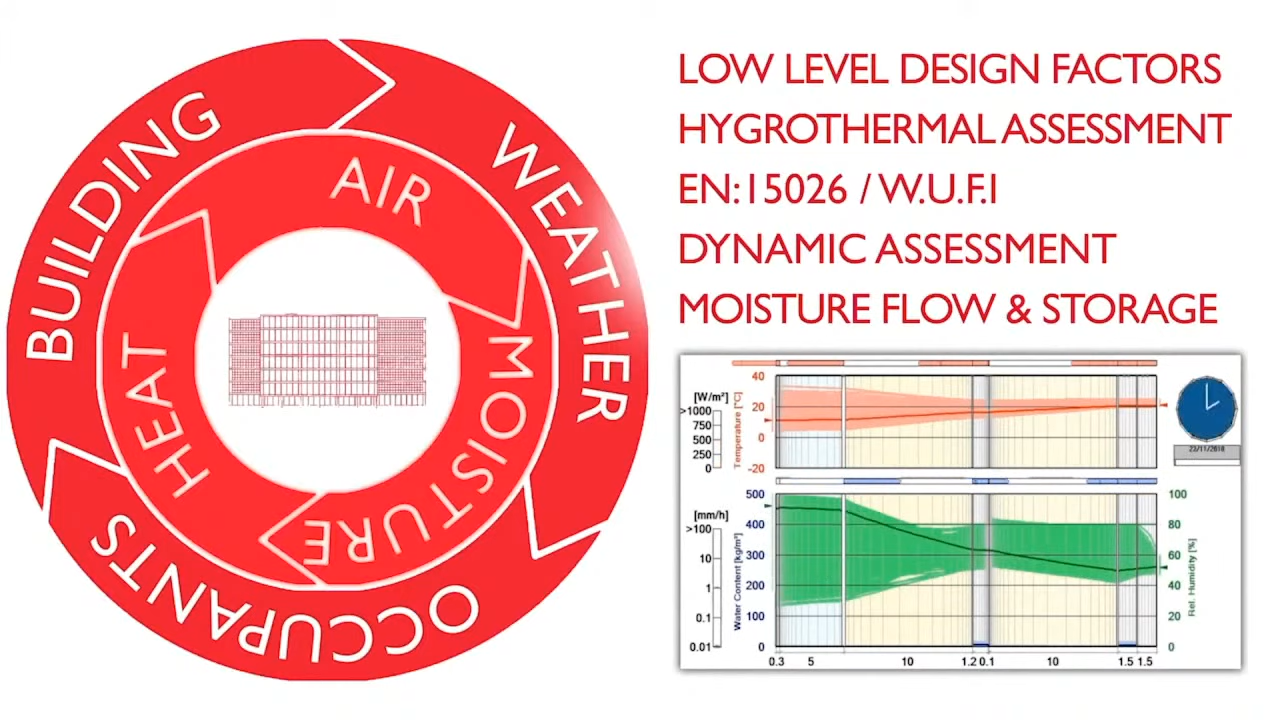 BUILDING
WEATHER
OCCUPANTS
AIR
MOISTURE
HEAT
LOW LEVEL DESIGN FACTORS
HYGROTHERMAL ASSESSMENT
EN:15026 / W.U.F.I
DYNAMIC ASSESSMENT
MOISTURE FLOW & STORAGE
[W/m²]
>1000
750
500
250
0
Temperature [°C]
40
20
0
-20
23/11/2018
[mm/h]
>100
10
1
0.1
0.01
Water Content [kg/m³]
500
400
300
200
100
0
100
80
60
40
20
0
Rel. Humidity [%]
0.3 5 10 1.2 0.1 10 1.5 1.5